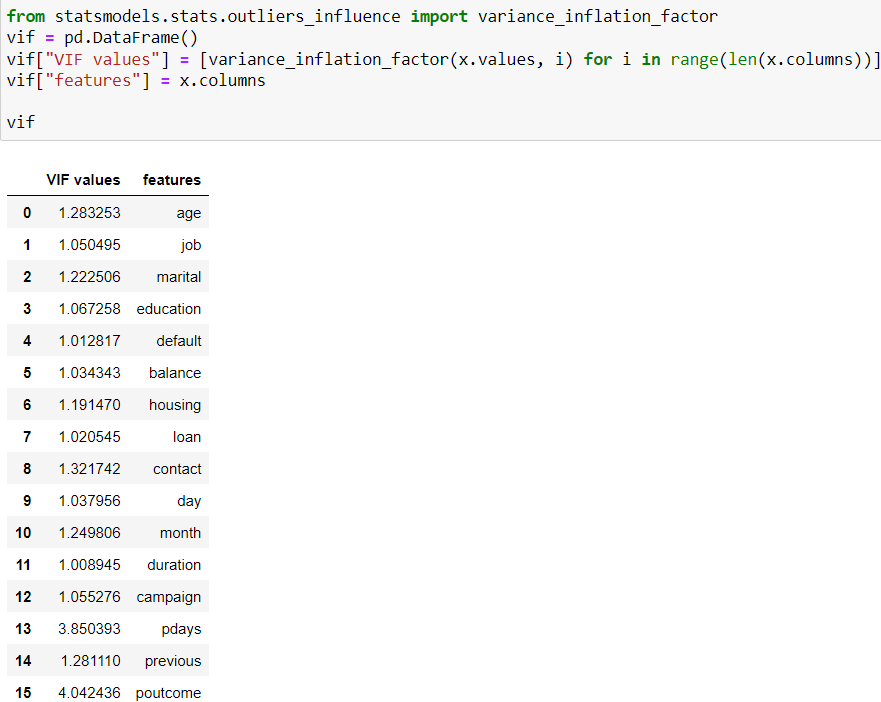 from statsmodels.stats.outliers_influence import variance_inflation_factor
vif = pd.DataFrame()
vif["VIF values"] = [variance_inflation_factor(x.values, i) for i in range(len(x.columns))]
vif["features"] = x.columns
vif
VIF values features
0 1.283253 age
1 1.050495 job
2 1.222506 marital
3 1.067258 education
4 1.012817 default
5 1.034343 balance
6 1.191470 housing
7 1.020545 loan
8 1.321742 contact
9 1.037956 day
10 1.249806 month
11 1.008945 duration
12 1.055276 campaign
13 3.850393 pdays
14 1.281110 previous
15 4.042436 poutcome